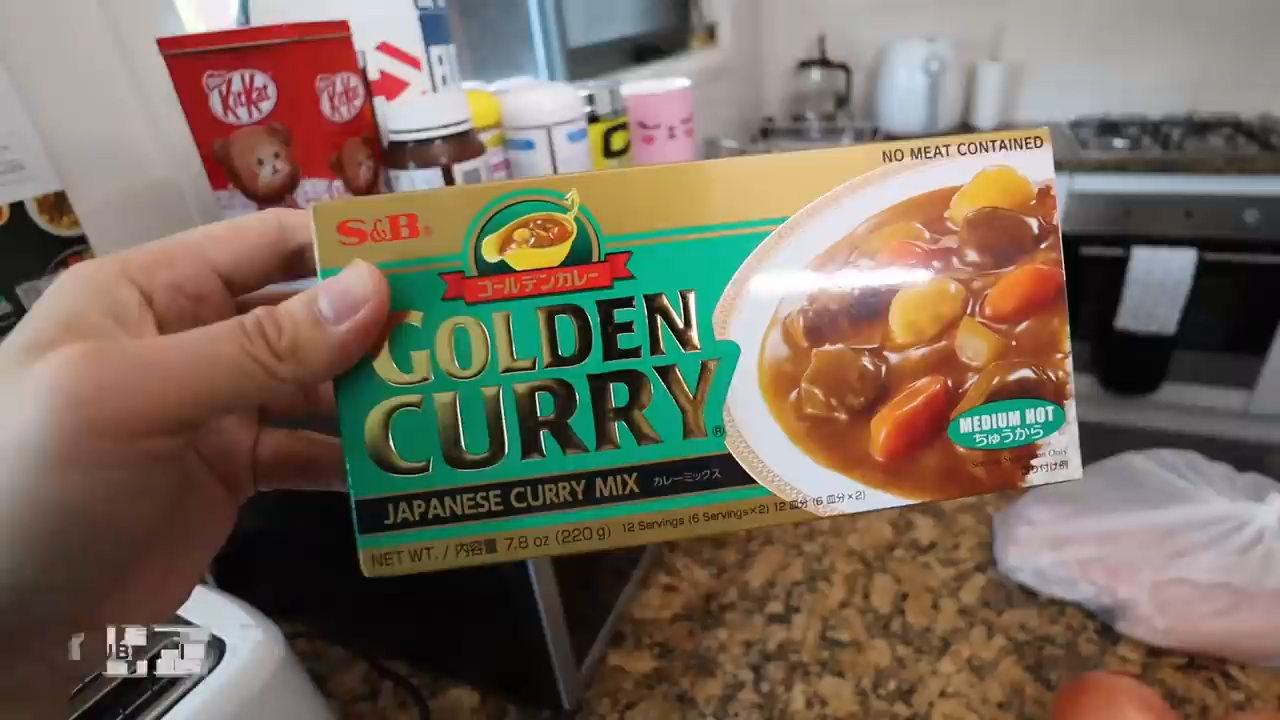 KitKat
KitKat
NO MEAT CONTAINED
S&B®
ゴールデンカレー
GOLDEN
CURRY®
JAPANESE CURRY MIX カレーミックス
MEDIUM HOT
ちゅうから
NET WT. / 内容量 7.8 oz (220 g) 12 Servings (6 Servings×2) 12 皿分 (6 皿分×2)